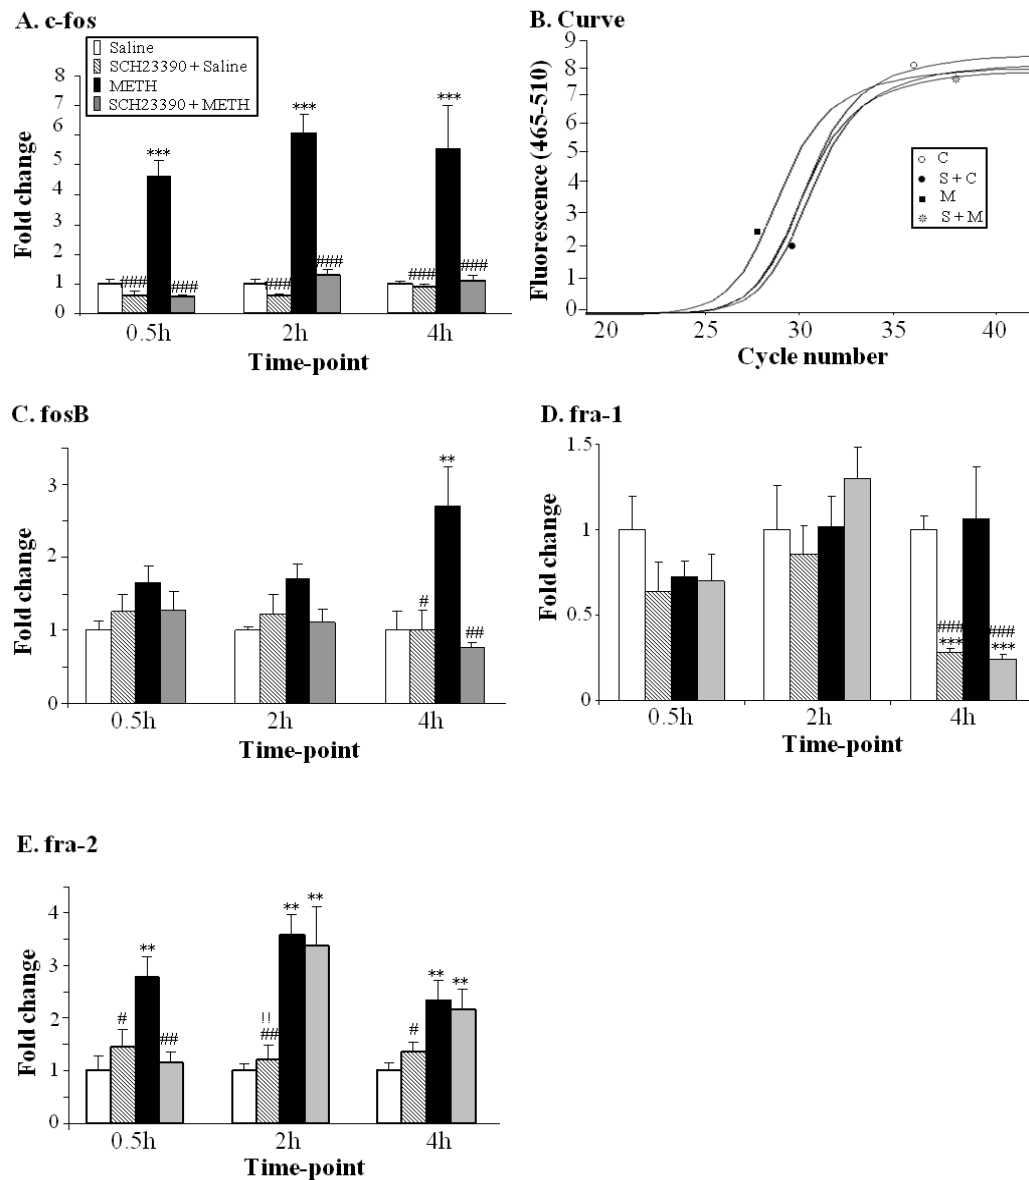 A. c-fos
Saline
SCH23390 + Saline
METH
SCH23390 + METH
Fold change
8
7
6
5
4
3
2
1
0
***
***
***
###
###
###
###
###
###
0.5h
2h
4h
Time-point
B. Curve
Fluorescence (465-510)
9
8
7
6
5
4
3
2
1
0
C
S + C
M
S + M
20
25
30
35
40
Cycle number
C. fosB
Fold change
3
2
1
0
**
#
##
0.5h
2h
4h
Time-point
D. fra-1
Fold change
1.5
1
0.5
0
###
***
###
***
0.5h
2h
4h
Time-point
E. fra-2
Fold change
4
3
2
1
0
#
**
##
!!
##
**
**
#
**
**
0.5h
2h
4h
Time-point